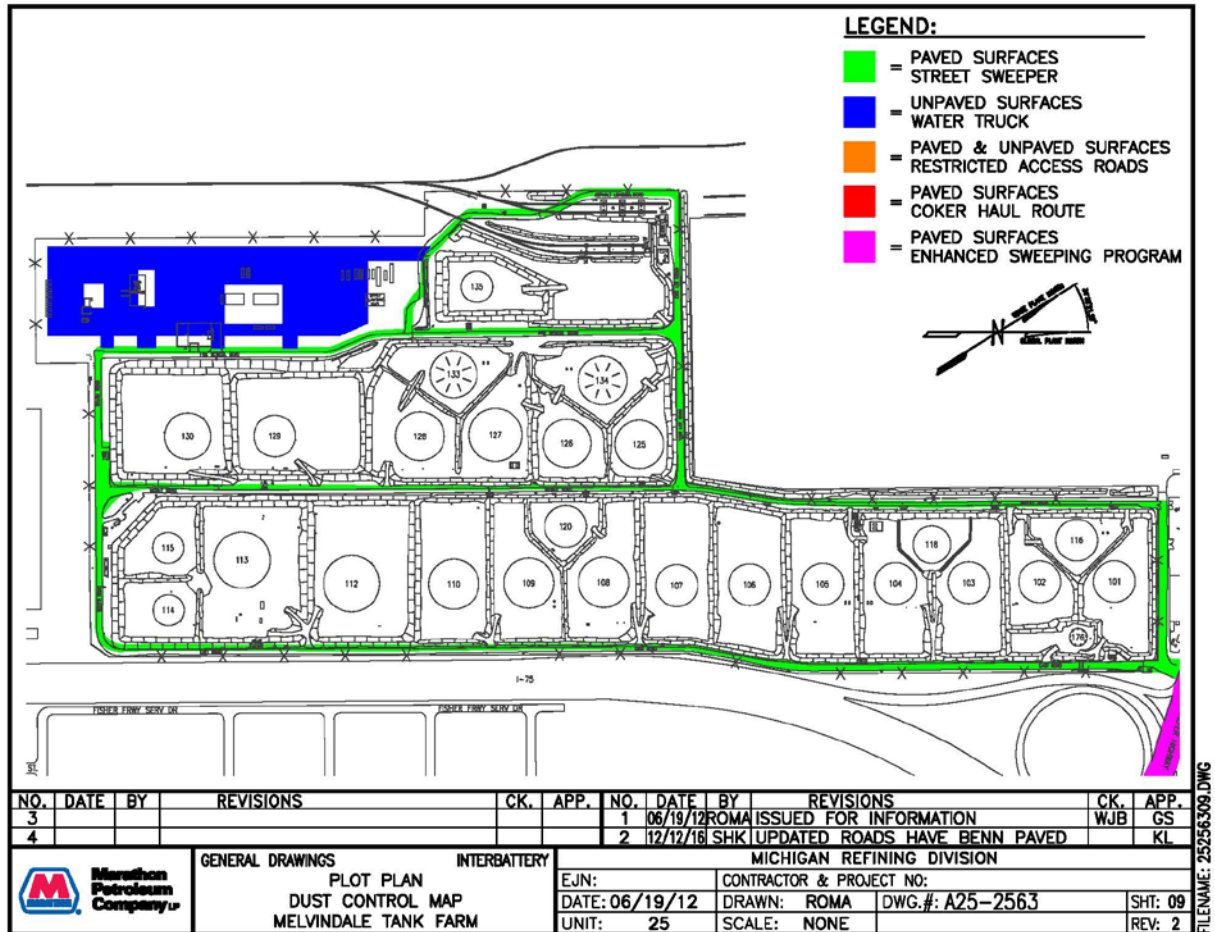 LEGEND:
= PAVED SURFACES
STREET SWEEPER
= UNPAVED SURFACES
WATER TRUCK
= PAVED & UNPAVED SURFACES
RESTRICTED ACCESS ROADS
= PAVED SURFACES
COKER HAUL ROUTE
= PAVED SURFACES
ENHANCED SWEEPING PROGRAM
N
135
133
134
130
129
128
127
126
125
120
118
116
115
113
112
110
109
108
107
106
105
104
103
102
101
114
176
I-75
FISHER FRWY SERV DR
FISHER FRWY SERV DR
NO. DATE BY REVISIONS CK. APP.
3
4
NO. DATE BY REVISIONS CK. APP.
1 06/19/12 ROMA ISSUED FOR INFORMATION WJB GS
2 12/12/16 SHK UPDATED ROADS HAVE BENN PAVED KL
MARATHON
Marathon
Petroleum
Company LP
GENERAL DRAWINGS INTERBATTERY
PLOT PLAN
DUST CONTROL MAP
MELVINDALE TANK FARM
MICHIGAN REFINING DIVISION
EJN: CONTRACTOR & PROJECT NO:
DATE: 06/19/12 DRAWN: ROMA DWG.#: A25-2563 SHT: 09
UNIT: 25 SCALE: NONE REV: 2
FILENAME: 25256309.DWG